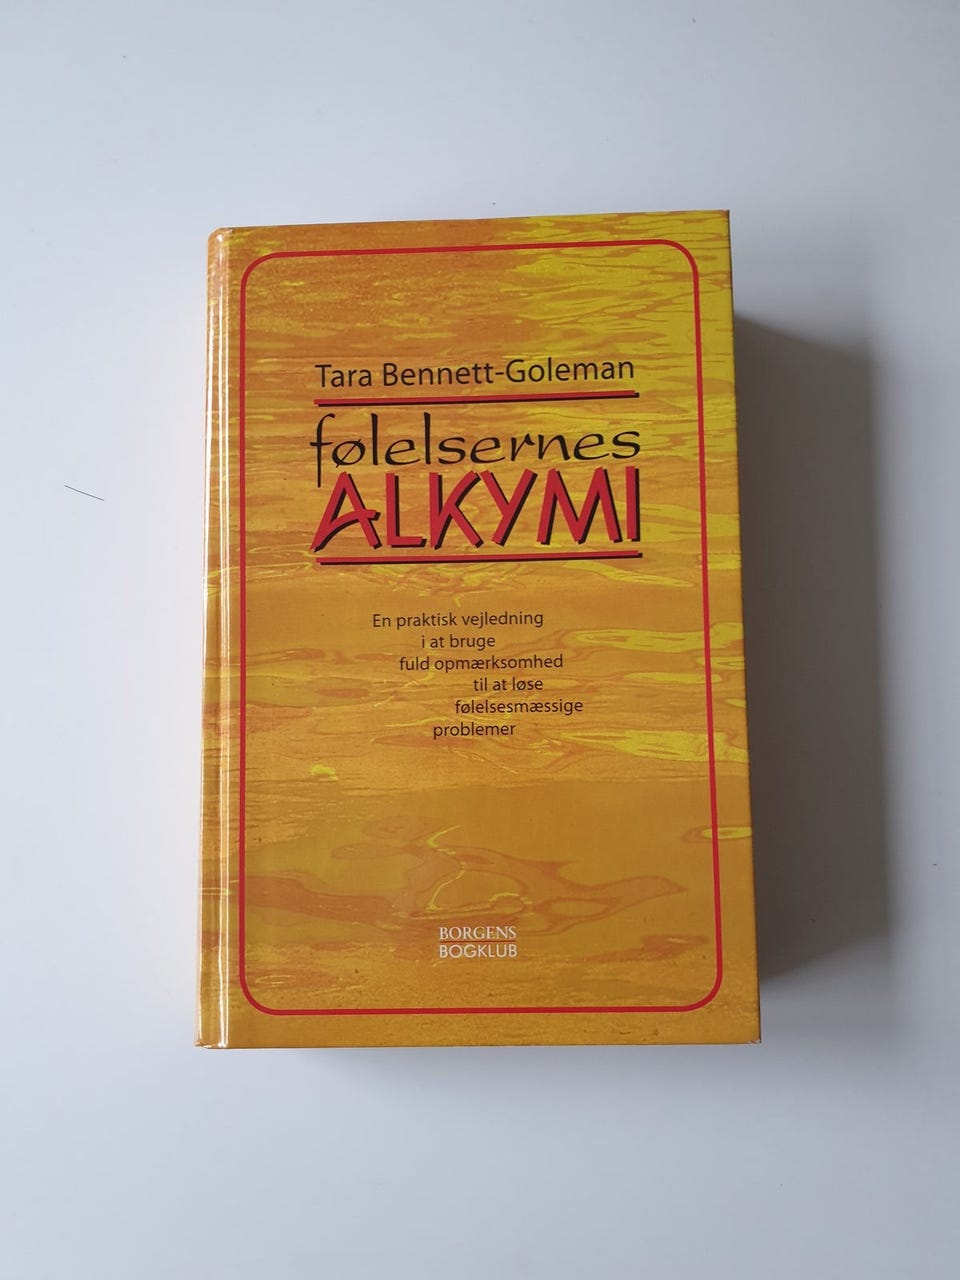 Tara Bennett-Goleman
følelsernes
ALKYMI
En praktisk vejledning
i at bruge
fuld opmærksomhed
til at løse
følelsesmæssige
problemer
BORGENS
BOGKLUB